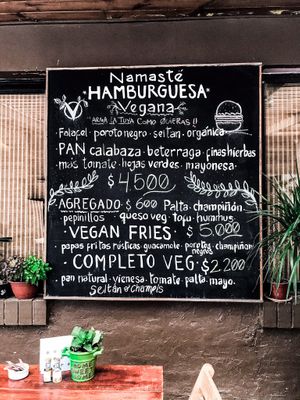 Namasté
·HAMBURGUESA·
Vegana
ARMA LA TUYA COMO QUIERAS!!
Falafel · poroto negro · seitan · orgánica
PAN calabaza · beterraga · finas hierbas
más tomate · hojas verdes · mayonesa
$4.500
AGREGADO $600 Palta · champiñón
pepinillos · queso veg · tofu · hummus
VEGAN FRIES · $5.000
papas fritas rústicas · guacamole · porotos negros · champiñón
·COMPLETO VEG · $2.200
· pan natural · vienesa · tomate · palta · mayo.
Seitán o Champis